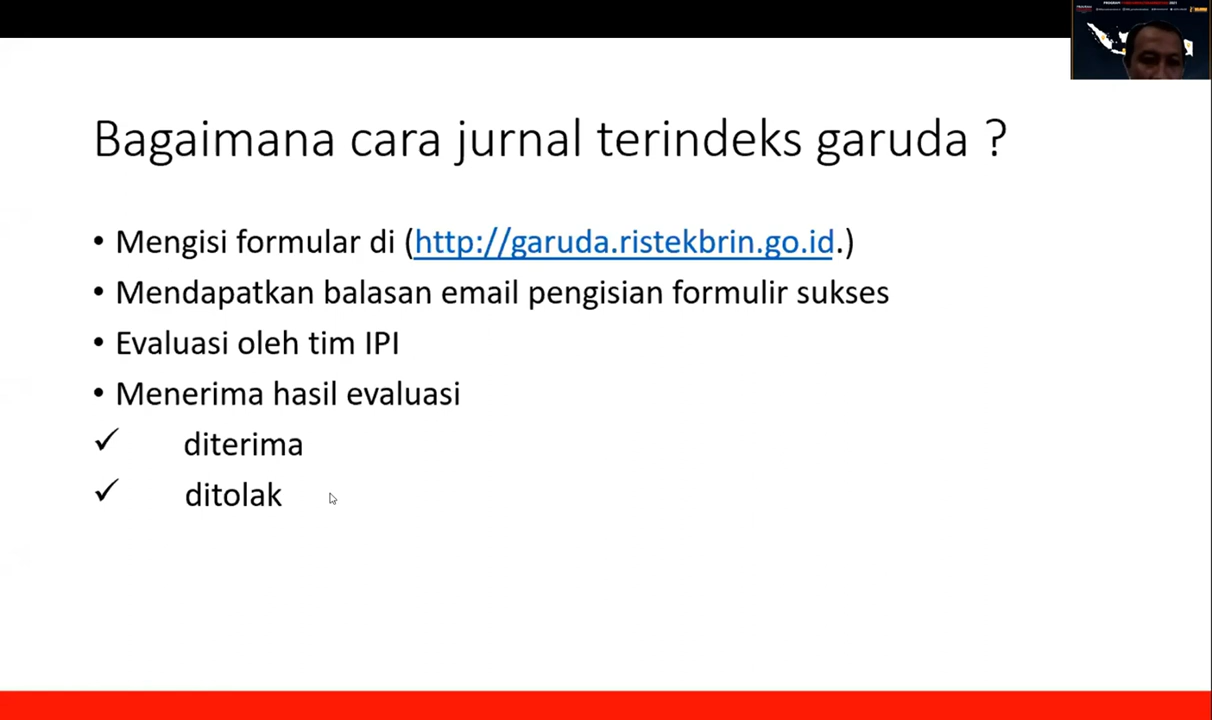 Bagaimana cara jurnal terindeks garuda ?
• Mengisi formular di (http://garuda.ristekbrin.go.id.)
• Mendapatkan balasan email pengisian formulir sukses
• Evaluasi oleh tim IPI
• Menerima hasil evaluasi
✓ diterima
✓ ditolak